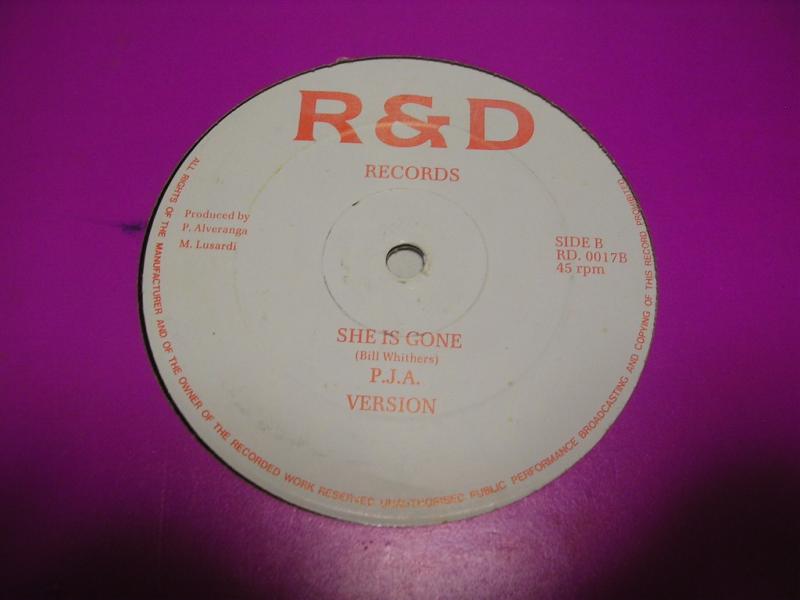 R&D
RECORDS
Produced by
P. Alveranga
M. Lusardi
SIDE B
RD. 0017B
45 rpm
SHE IS GONE
(Bill Whithers)
P.J.A.
VERSION
ALL RIGHTS OF THE MANUFACTURER AND OF THE OWNER OF THE RECORDED WORK RESERVED UNAUTHORISED PUBLIC PERFORMANCE BROADCASTING AND COPYING OF THIS RECORD PROHIBITED